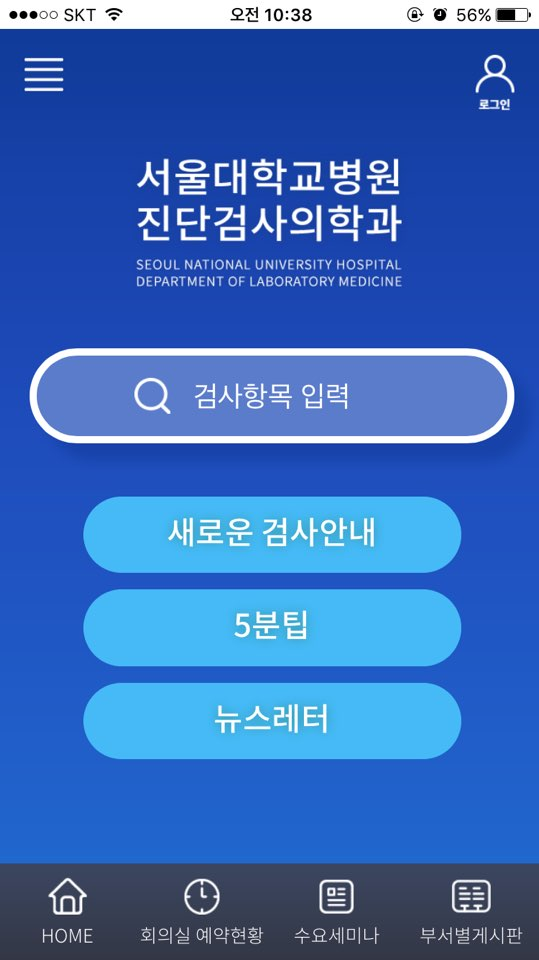 SKT 오전 10:38 56%
로그인
서울대학교병원
진단검사의학과
SEOUL NATIONAL UNIVERSITY HOSPITAL
DEPARTMENT OF LABORATORY MEDICINE
검사항목 입력
새로운 검사안내
5분팁
뉴스레터
HOME 회의실 예약현황 수요세미나 부서별게시판